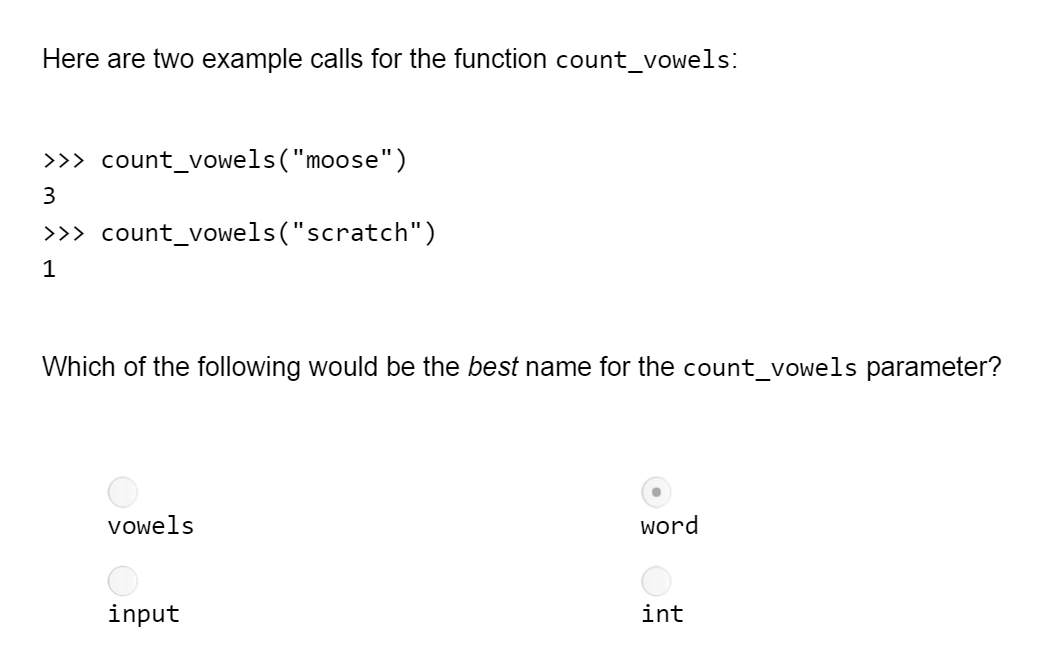 Here are two example calls for the function count_vowels:
>>> count_vowels("moose")
3
>>> count_vowels("scratch")
1
Which of the following would be the best name for the count_vowels parameter?
vowels
word
input
int